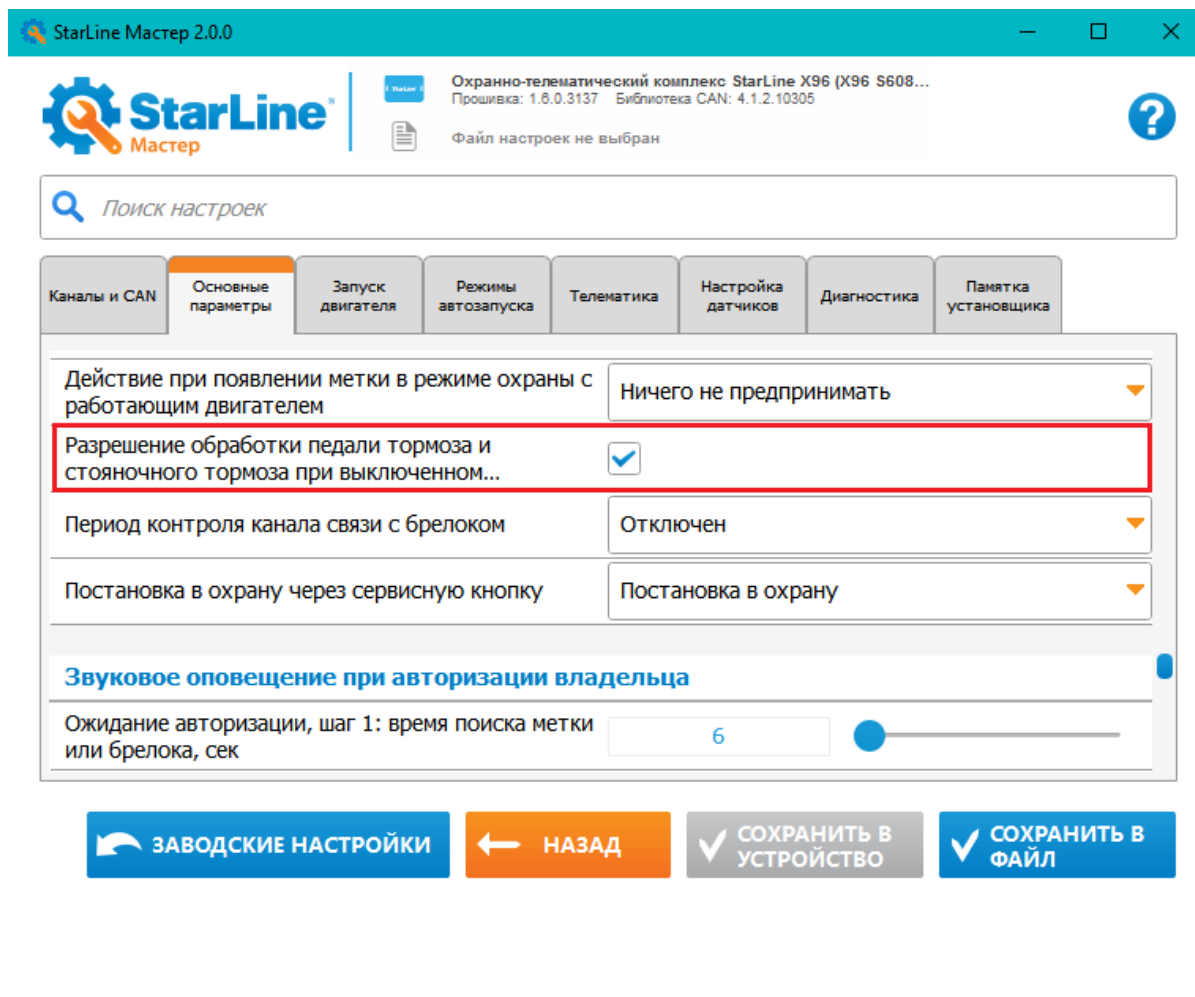 StarLine Мастер 2.0.0
StarLine
Мастер
Охранно-телематический комплекс StarLine X96 (X96 S608...
Прошивка: 1.6.0.3137 Библиотека CAN: 4.1.2.10305
Файл настроек не выбран
?
Поиск настроек
Каналы и CAN
Основные
параметры
Запуск
двигателя
Режимы
автозапуска
Телематика
Настройка
датчиков
Диагностика
Памятка
установщика
Действие при появлении метки в режиме охраны с
работающим двигателем
Ничего не предпринимать
Разрешение обработки педали тормоза и
стояночного тормоза при выключенном...
Период контроля канала связи с брелоком
Отключен
Постановка в охрану через сервисную кнопку
Постановка в охрану
Звуковое оповещение при авторизации владельца
Ожидание авторизации, шаг 1: время поиска метки
или брелока, сек
6
ЗАВОДСКИЕ НАСТРОЙКИ
НАЗАД
СОХРАНИТЬ В
УСТРОЙСТВО
СОХРАНИТЬ В
ФАЙЛ